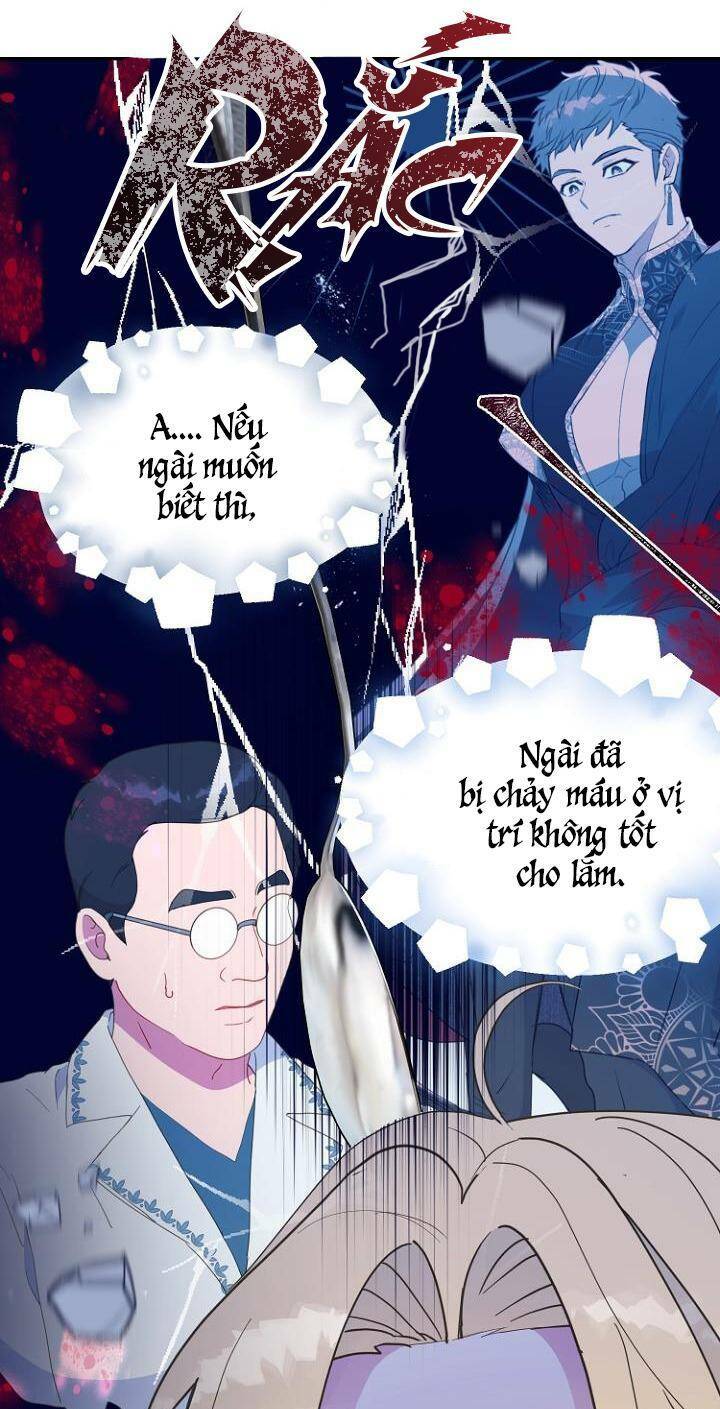 RẮC
A.... Nếu
ngài muốn
biết thì,
Ngài đã
bị chảy máu ở vị
trí không tốt
cho lắm.